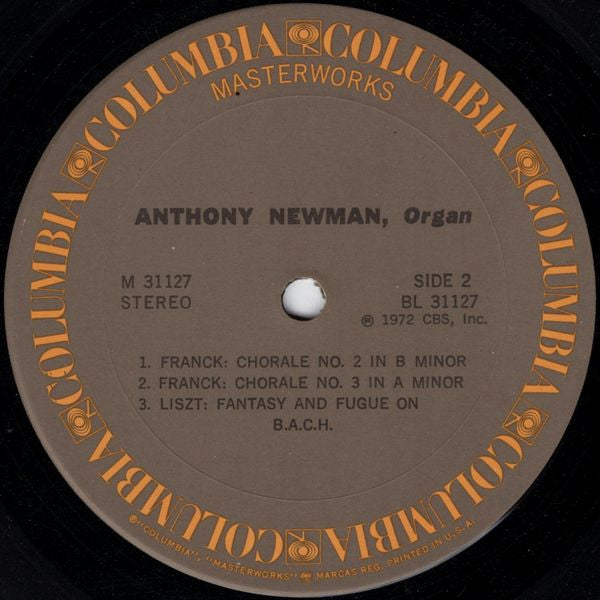 COLUMBIA COLUMBIA COLUMBIA COLUMBIA COLUMBIA COLUMBIA COLUMBIA COLUMBIA
MASTERWORKS
ANTHONY NEWMAN, Organ
M 31127
STEREO
SIDE 2
BL 31127
℗ 1972 CBS, Inc.
1. FRANCK: CHORALE NO. 2 IN B MINOR
2. FRANCK: CHORALE NO. 3 IN A MINOR
3. LISZT: FANTASY AND FUGUE ON
B.A.C.H.
®"COLUMBIA", "MASTERWORKS" MARCAS REG. PRINTED IN U.S.A.